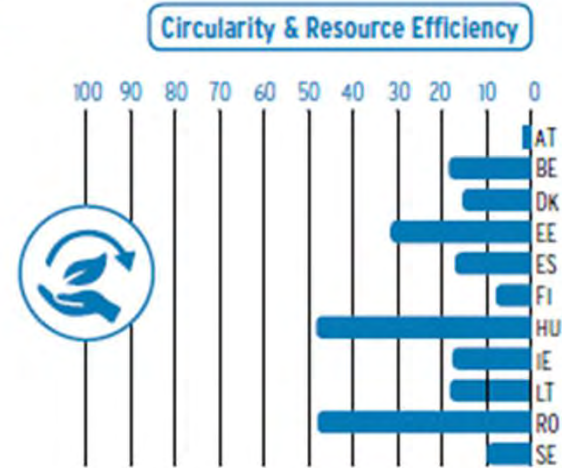 Circularity & Resource Efficiency
100 90 80 70 60 50 40 30 20 10 0
AT
BE
DK
EE
ES
FI
HU
IE
LT
RO
SE